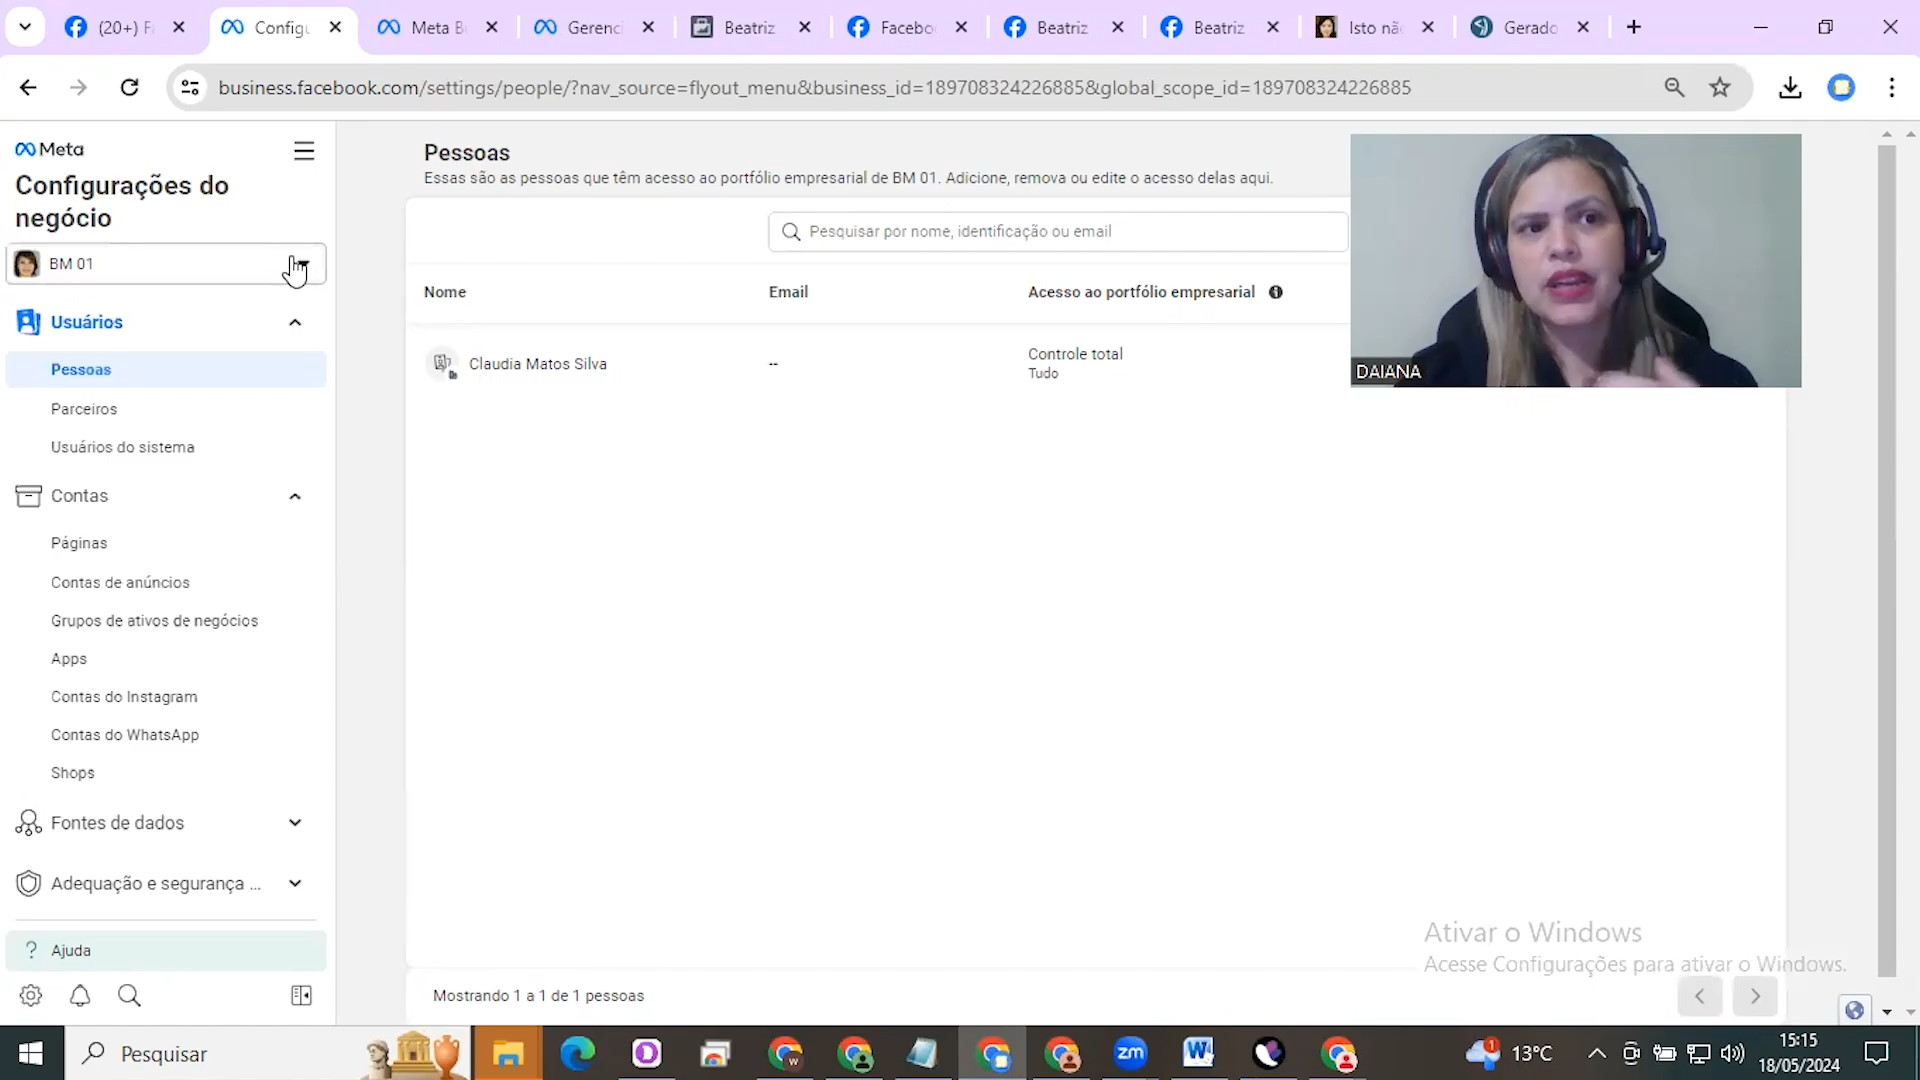 (20+) F
Configu
Meta B
Gerenc
Beatriz
Facebo
Beatriz
Beatriz
Isto nã
Gerado
business.facebook.com/settings/people/?nav_source=flyout_menu&business_id=189708324226885&global_scope_id=189708324226885
Meta
Configurações do
negócio
BM 01
Usuários
Pessoas
Parceiros
Usuários do sistema
Contas
Páginas
Contas de anúncios
Grupos de ativos de negócios
Apps
Contas do Instagram
Contas do WhatsApp
Shops
Fontes de dados
Adequação e segurança ...
? Ajuda
Pessoas
Essas são as pessoas que têm acesso ao portfólio empresarial de BM 01. Adicione, remova ou edite o acesso delas aqui.
Pesquisar por nome, identificação ou email
Nome
Email
Acesso ao portfólio empresarial
Claudia Matos Silva
--
Controle total
Tudo
DAIANA
Ativar o Windows
Acesse Configurações para ativar o Windows.
Mostrando 1 a 1 de 1 pessoas
Pesquisar
W
zm
W
1
13°C
15:15
18/05/2024